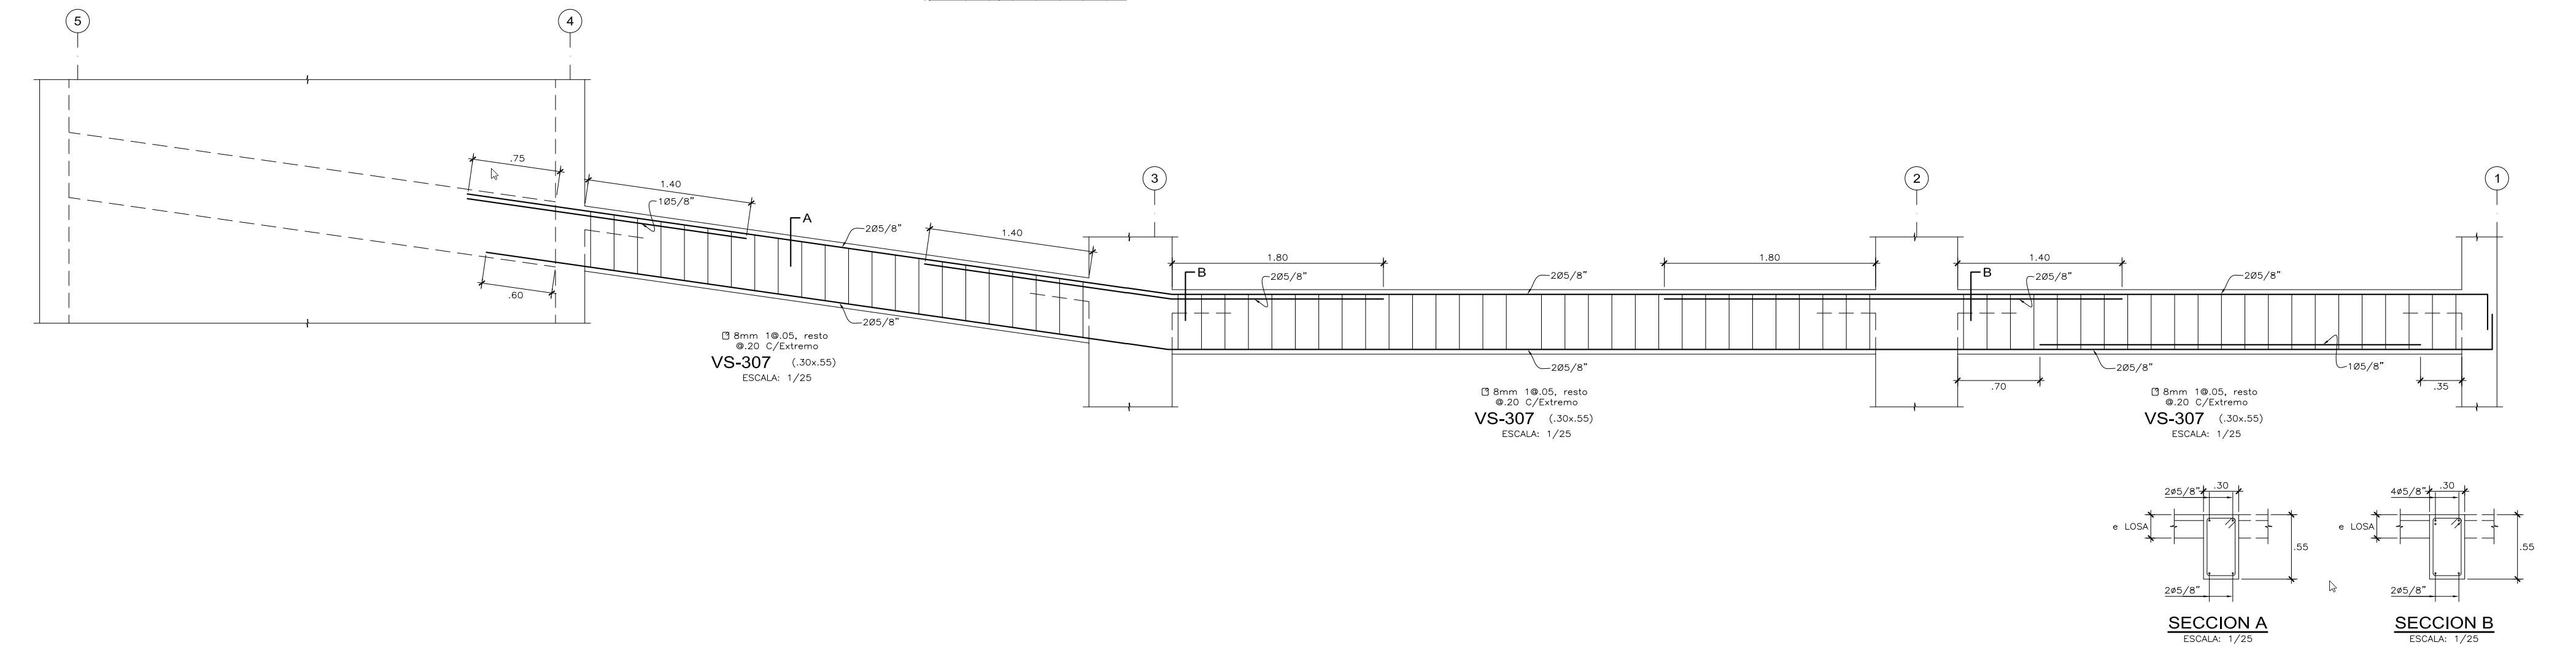 5
4
3
2
1
.75
1.40
1Ø5/8"
A
2Ø5/8"
1.40
.60
2Ø5/8"
8mm 1@.05, resto
@.20 C/Extremo
VS-307 (.30x.55)
ESCALA: 1/25
B
1.80
2Ø5/8"
2Ø5/8"
1.80
2Ø5/8"
8mm 1@.05, resto
@.20 C/Extremo
VS-307 (.30x.55)
ESCALA: 1/25
B
1.40
2Ø5/8"
2Ø5/8"
2Ø5/8"
1Ø5/8"
.70
.35
8mm 1@.05, resto
@.20 C/Extremo
VS-307 (.30x.55)
ESCALA: 1/25
2ø5/8"
.30
e LOSA
.55
2ø5/8"
SECCION A
ESCALA: 1/25
4ø5/8"
.30
e LOSA
.55
2ø5/8"
SECCION B
ESCALA: 1/25